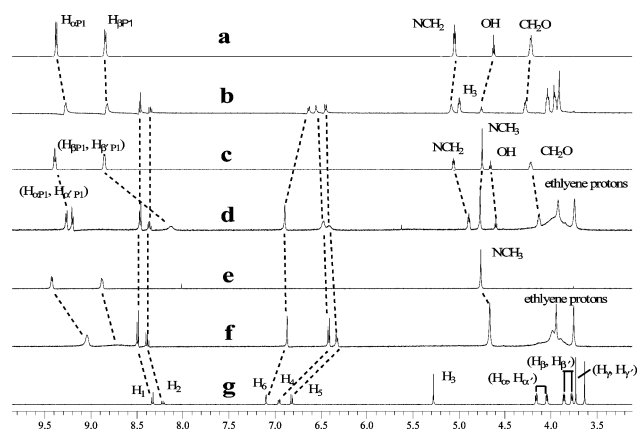 HαP1 HβP1 NCH2 OH CH2O
a
b H3
c (HβP1, Hβ′P1) NCH2 NCH3 OH CH2O
(HαP1, Hα′P1) ethlyene protons
d
e NCH3
f ethlyene protons
g H1 H2 H6 H4 H5 H3 (Hα, Hα′) (Hβ, Hβ′) (Hγ, Hγ′)
9.5 9.0 8.5 8.0 7.5 7.0 6.5 6.0 5.5 5.0 4.5 4.0 3.5